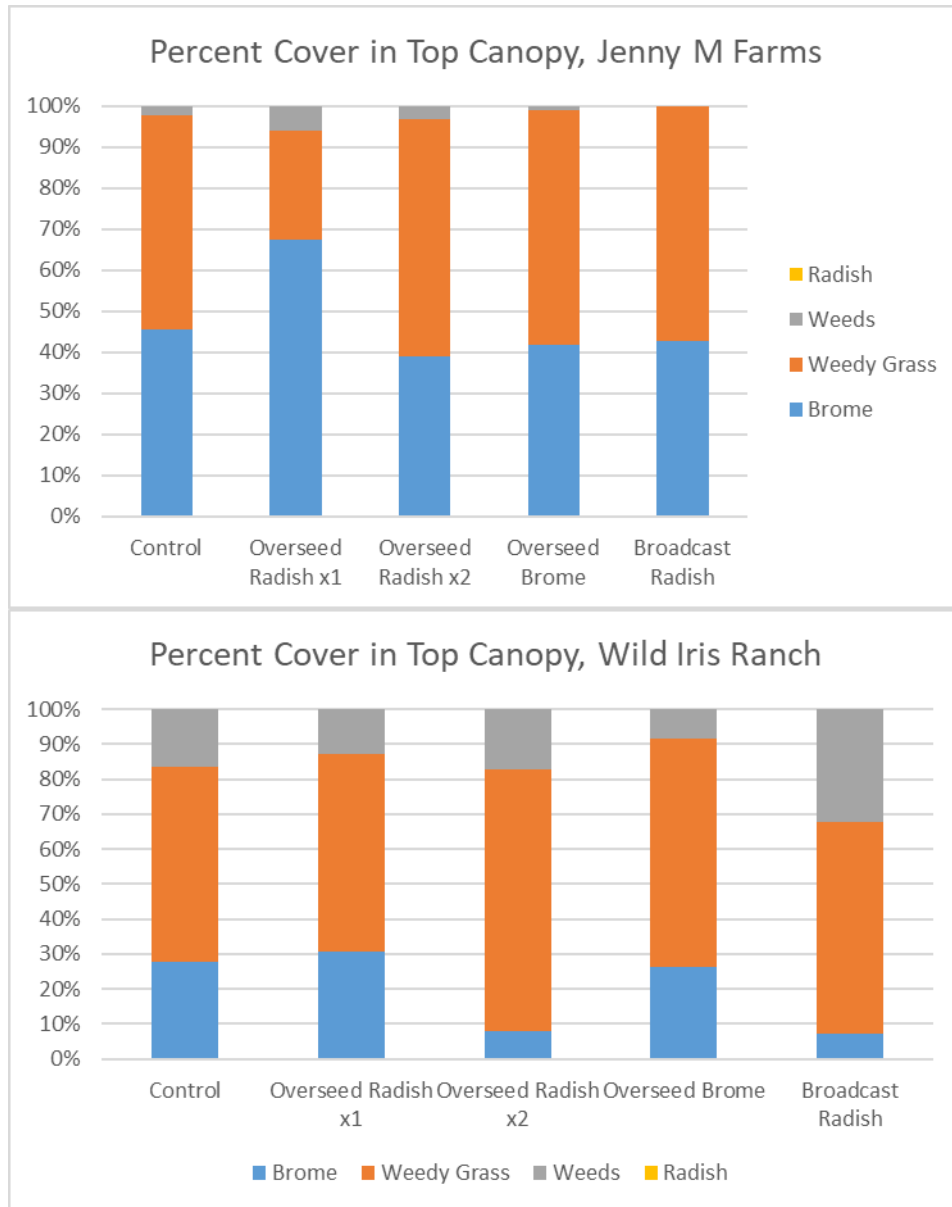 Percent Cover in Top Canopy, Jenny M Farms
100%
90%
80%
70%
60%
50%
40%
30%
20%
10%
0%
Control
Overseed
Radish x1
Overseed
Radish x2
Overseed
Brome
Broadcast
Radish
Radish
Weeds
Weedy Grass
Brome
Percent Cover in Top Canopy, Wild Iris Ranch
100%
90%
80%
70%
60%
50%
40%
30%
20%
10%
0%
Control
Overseed Radish
x1
Overseed Radish
x2
Overseed Brome
Broadcast
Radish
Brome
Weedy Grass
Weeds
Radish